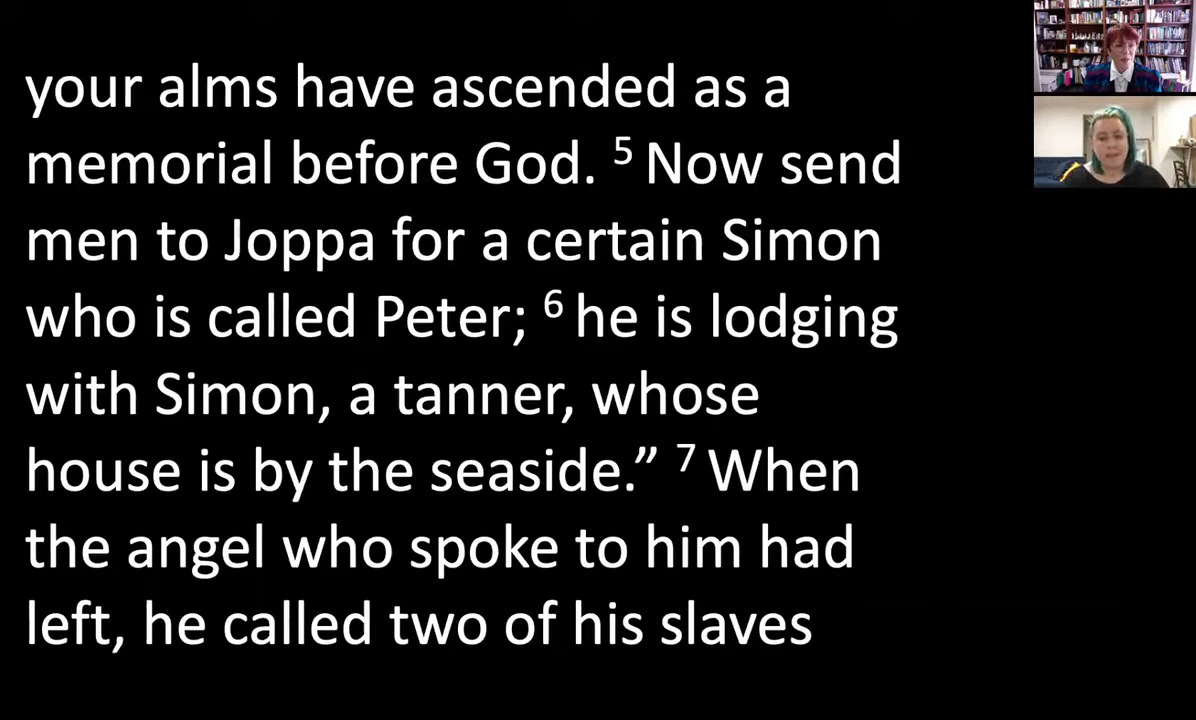 your alms have ascended as a
memorial before God. 5 Now send
men to Joppa for a certain Simon
who is called Peter; 6 he is lodging
with Simon, a tanner, whose
house is by the seaside.” 7 When
the angel who spoke to him had
left, he called two of his slaves